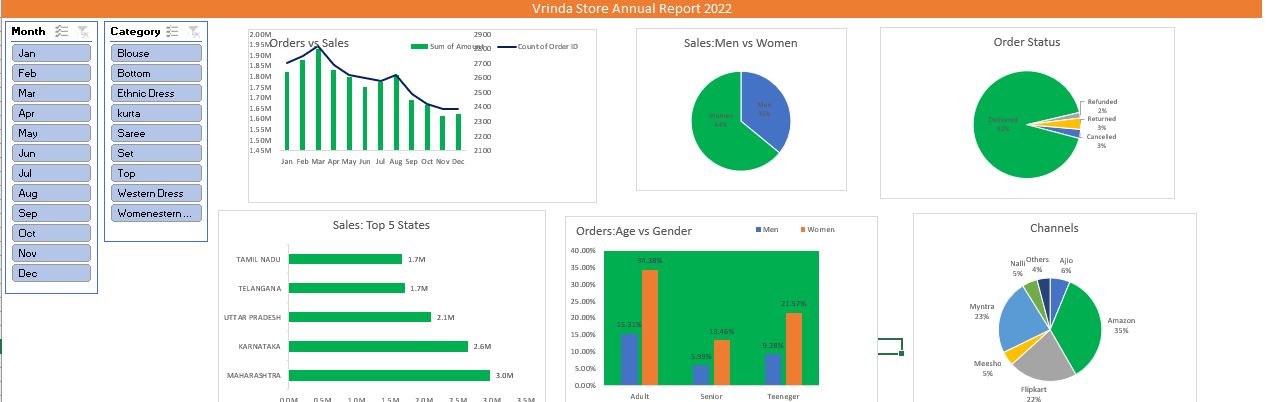 Vrinda Store Annual Report 2022
Month
Jan
Feb
Mar
Apr
May
Jun
Jul
Aug
Sep
Oct
Nov
Dec
Category
Blouse
Bottom
Ethnic Dress
kurta
Saree
Set
Top
Western Dress
Womenestern ...
Orders vs Sales
Sum of Amount
Count of Order ID
2.00M
1.95M
1.90M
1.85M
1.80M
1.75M
1.70M
1.65M
1.60M
1.55M
1.50M
1.45M
2900
2800
2700
2600
2500
2400
2300
2200
2100
Jan Feb Mar Apr May Jun Jul Aug Sep Oct Nov Dec
Sales:Men vs Women
Men
Women
64%
Order Status
Delivered
92%
Refunded
2%
Returned
3%
Cancelled
3%
Sales: Top 5 States
TAMIL NADU 1.7M
TELANGANA 1.7M
UTTAR PRADESH 2.1M
KARNATAKA 2.6M
MAHARASHTRA 3.0M
0.0M 0.5M 1.0M 1.5M 2.0M 2.5M 3.0M 3.5M
Orders:Age vs Gender
Men Women
40.00%
35.00%
30.00%
25.00%
20.00%
15.00%
10.00%
5.00%
0.00%
15.31%
34.38%
5.99%
13.46%
9.28%
21.57%
Adult Senior Teeneger
Channels
Nalli
5%
Others
4%
Ajio
6%
Myntra
23%
Amazon
35%
Meesho
5%
Flipkart
22%